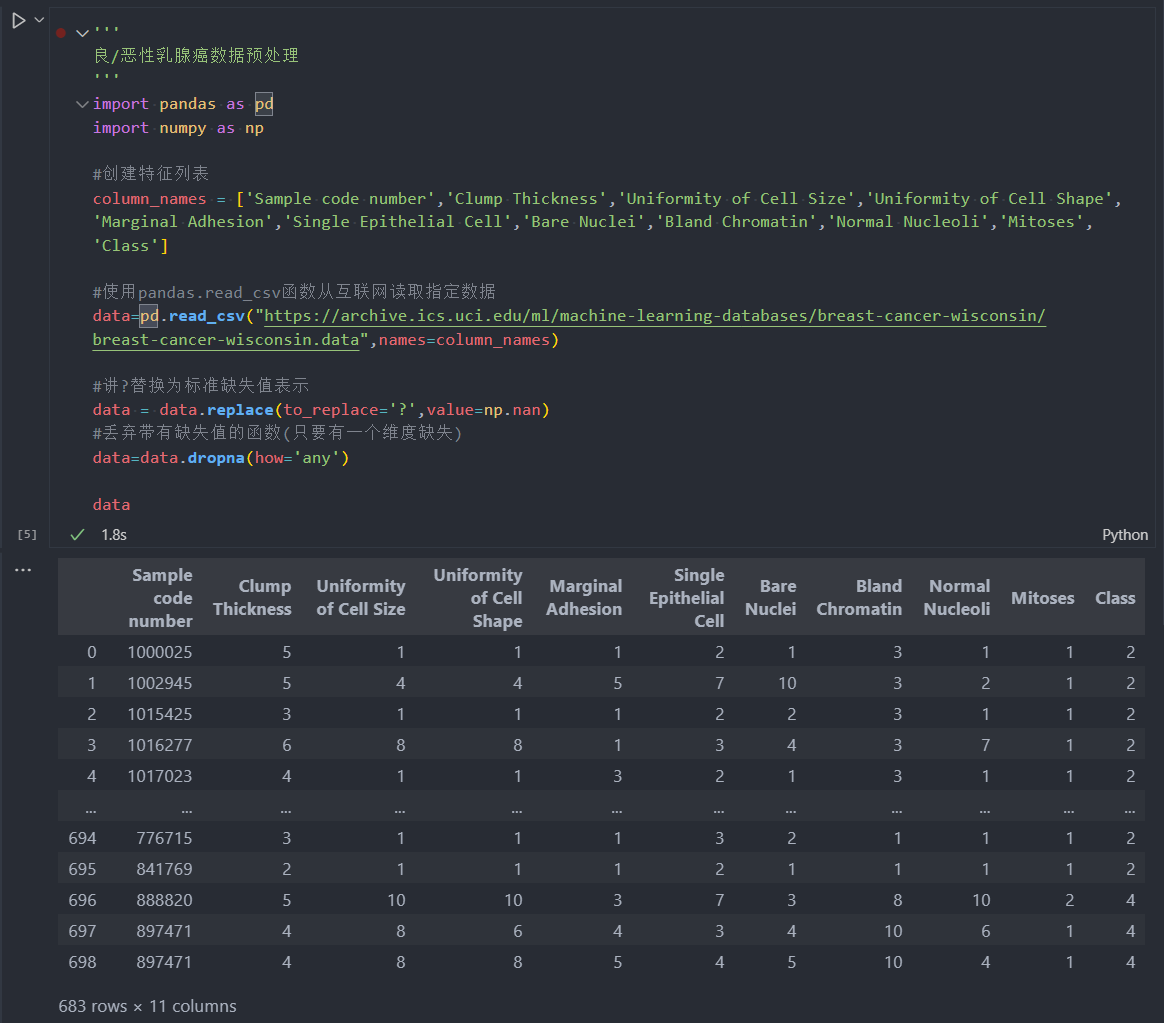 '''
良/恶性乳腺癌数据预处理
'''
import pandas as pd
import numpy as np
#创建特征列表
column_names = ['Sample code number','Clump Thickness','Uniformity of Cell Size','Uniformity of Cell Shape',
'Marginal Adhesion','Single Epithelial Cell','Bare Nuclei','Bland Chromatin','Normal Nucleoli','Mitoses',
'Class']
#使用pandas.read_csv函数从互联网读取指定数据
data=pd.read_csv("https://archive.ics.uci.edu/ml/machine-learning-databases/breast-cancer-wisconsin/
breast-cancer-wisconsin.data",names=column_names)
#讲?替换为标准缺失值表示
data = data.replace(to_replace='?',value=np.nan)
#丢弃带有缺失值的函数(只要有一个维度缺失)
data=data.dropna(how='any')
data
[5] 1.8s Python
Sample code number Clump Thickness Uniformity of Cell Size Uniformity of Cell Shape Marginal Adhesion Single Epithelial Cell Bare Nuclei Bland Chromatin Normal Nucleoli Mitoses Class
0 1000025 5 1 1 1 2 1 3 1 1 2
1 1002945 5 4 4 5 7 10 3 2 1 2
2 1015425 3 1 1 1 2 2 3 1 1 2
3 1016277 6 8 8 1 3 4 3 7 1 2
4 1017023 4 1 1 3 2 1 3 1 1 2
... ... ... ... ... ... ... ... ... ... ... ...
694 776715 3 1 1 1 3 2 1 1 1 2
695 841769 2 1 1 1 2 1 1 1 1 2
696 888820 5 10 10 3 7 3 8 10 2 4
697 897471 4 8 6 4 3 4 10 6 1 4
698 897471 4 8 8 5 4 5 10 4 1 4
683 rows × 11 columns